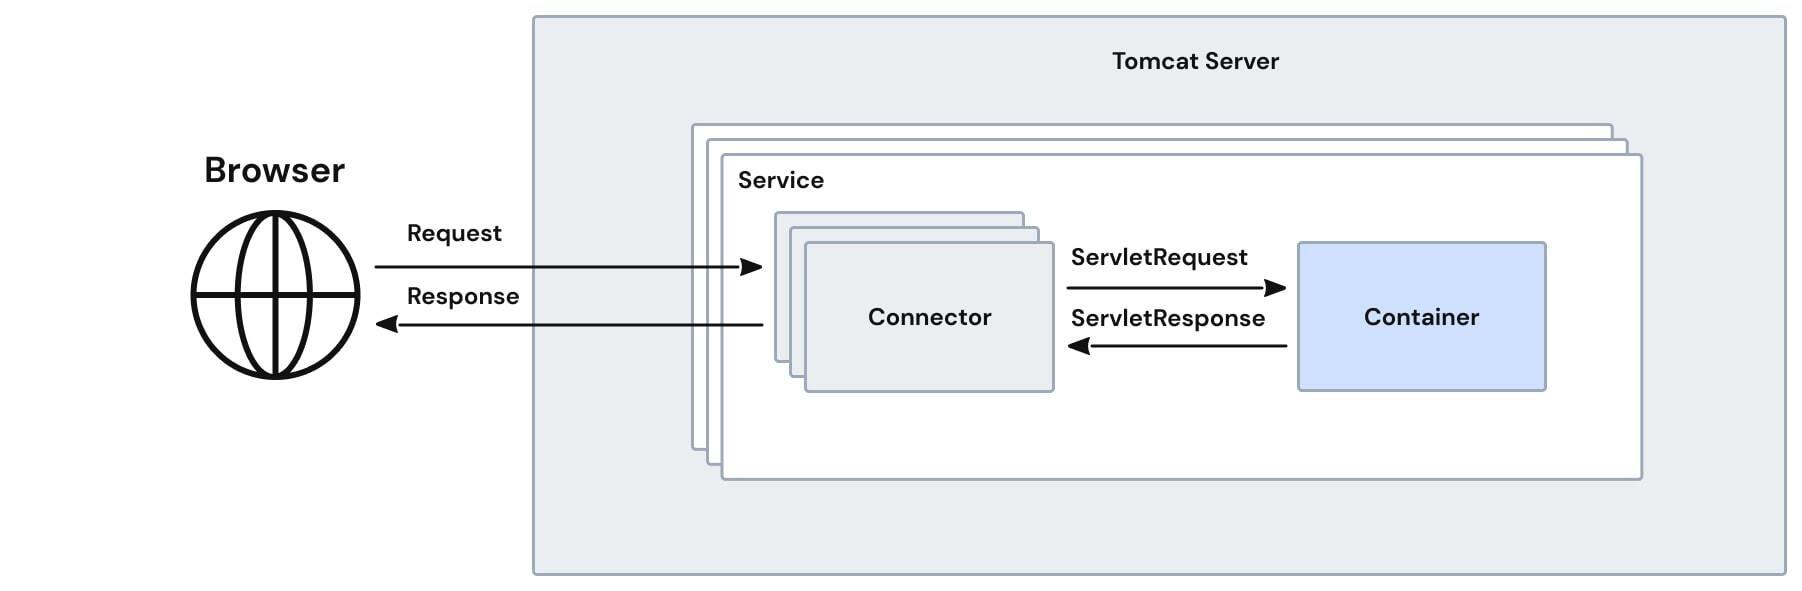 Tomcat Server
Browser
Service
Request
Response
Connector
ServletRequest
ServletResponse
Container